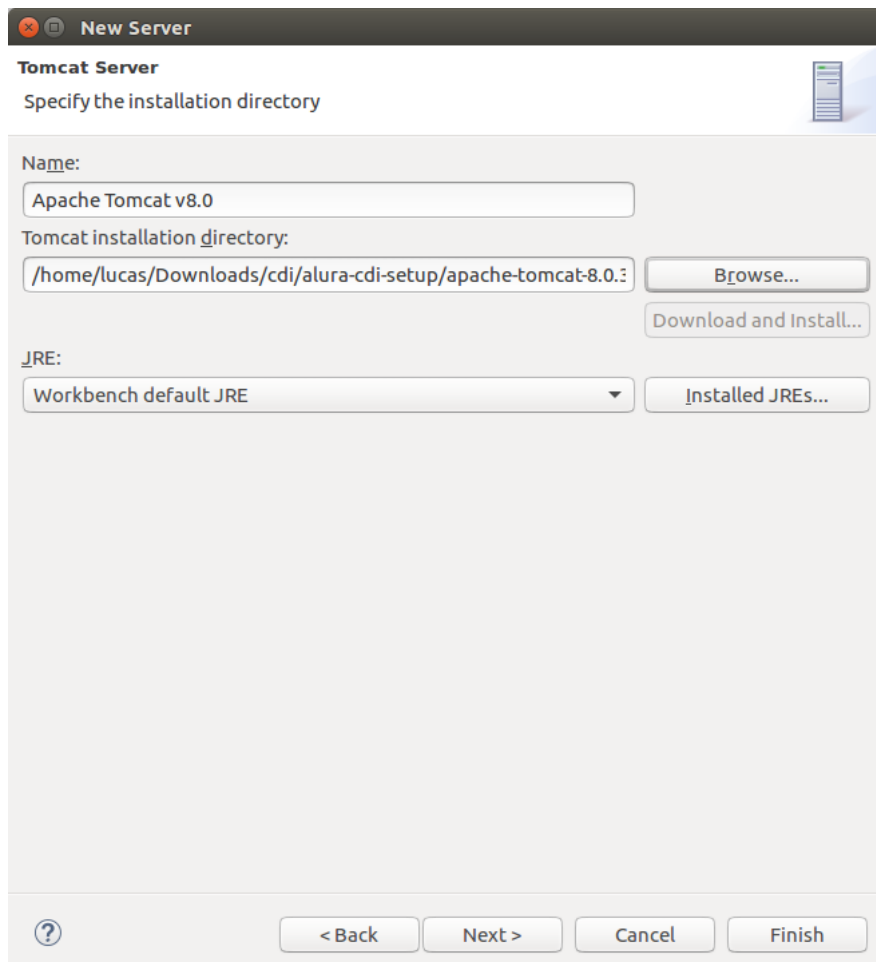 New Server
Tomcat Server
Specify the installation directory
Name:
Apache Tomcat v8.0
Tomcat installation directory:
/home/lucas/Downloads/cdi/alura-cdi-setup/apache-tomcat-8.0.3
Browse...
Download and Install...
JRE:
Workbench default JRE
Installed JREs...
< Back
Next >
Cancel
Finish